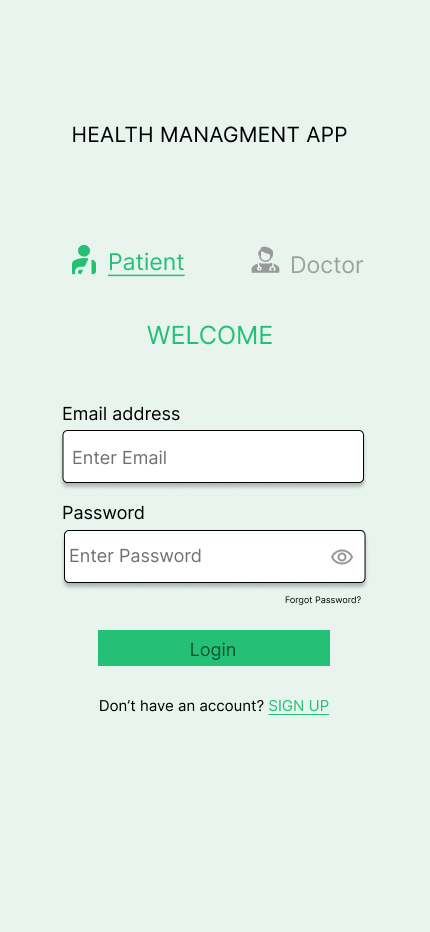 HEALTH MANAGMENT APP
Patient
Doctor
WELCOME
Email address
Enter Email
Password
Enter Password
Forgot Password?
Login
Don’t have an account? SIGN UP